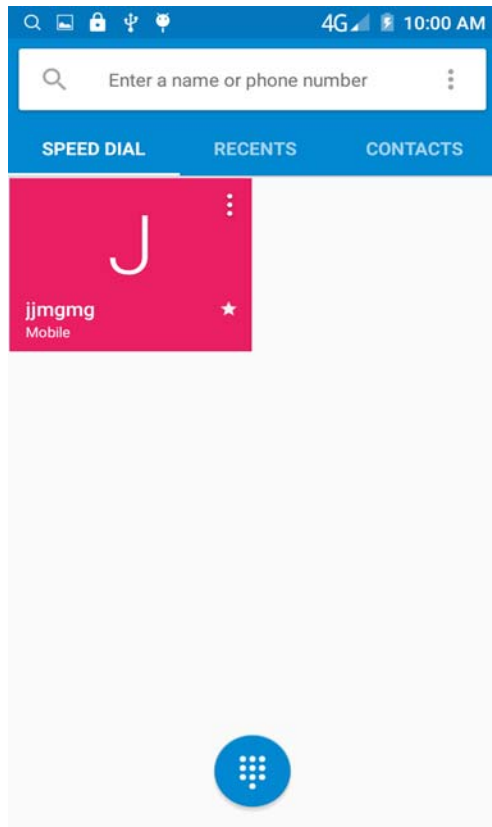 4G 10:00 AM
Enter a name or phone number
SPEED DIAL RECENTS CONTACTS
J
jjmgmg
Mobile